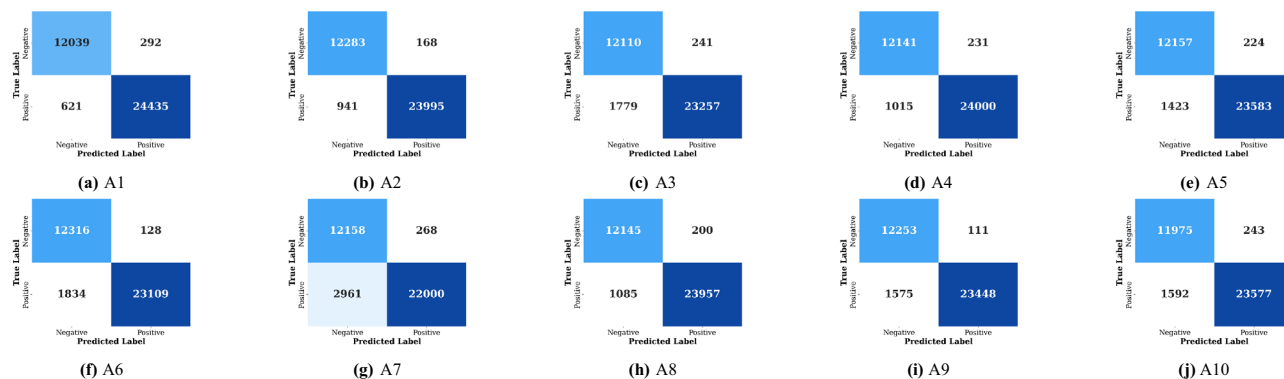 True Label
Negative
Positive
12039 292
621 24435
Negative Positive
Predicted Label
(a) A1
True Label
Negative
Positive
12283 168
941 23995
Negative Positive
Predicted Label
(b) A2
True Label
Negative
Positive
12110 241
1779 23257
Negative Positive
Predicted Label
(c) A3
True Label
Negative
Positive
12141 231
1015 24000
Negative Positive
Predicted Label
(d) A4
True Label
Negative
Positive
12157 224
1423 23583
Negative Positive
Predicted Label
(e) A5
True Label
Negative
Positive
12316 128
1834 23109
Negative Positive
Predicted Label
(f) A6
True Label
Negative
Positive
12158 268
2961 22000
Negative Positive
Predicted Label
(g) A7
True Label
Negative
Positive
12145 200
1085 23957
Negative Positive
Predicted Label
(h) A8
True Label
Negative
Positive
12253 111
1575 23448
Negative Positive
Predicted Label
(i) A9
True Label
Negative
Positive
11975 243
1592 23577
Negative Positive
Predicted Label
(j) A10